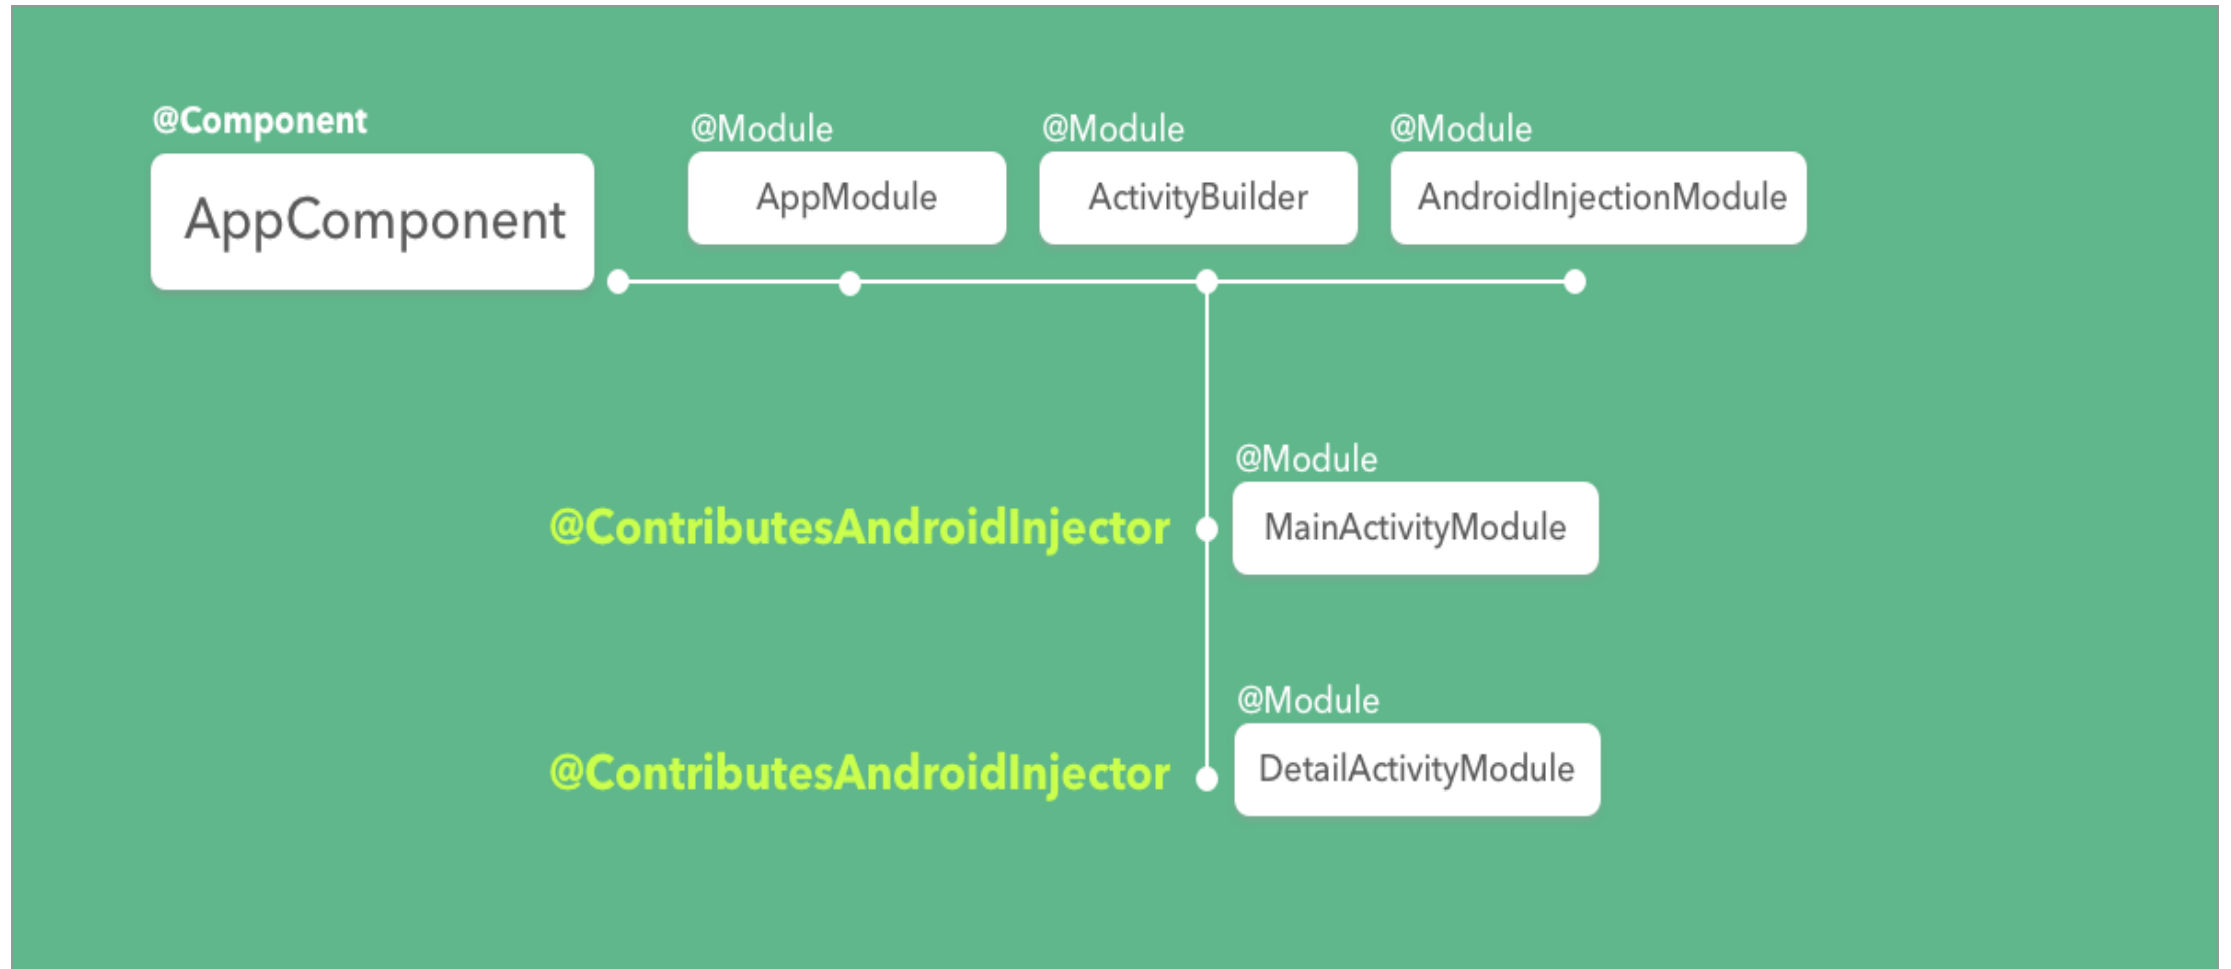 @Component
AppComponent
@Module
AppModule
@Module
ActivityBuilder
@Module
AndroidInjectionModule
@Module
@ContributesAndroidInjector
MainActivityModule
@Module
@ContributesAndroidInjector
DetailActivityModule